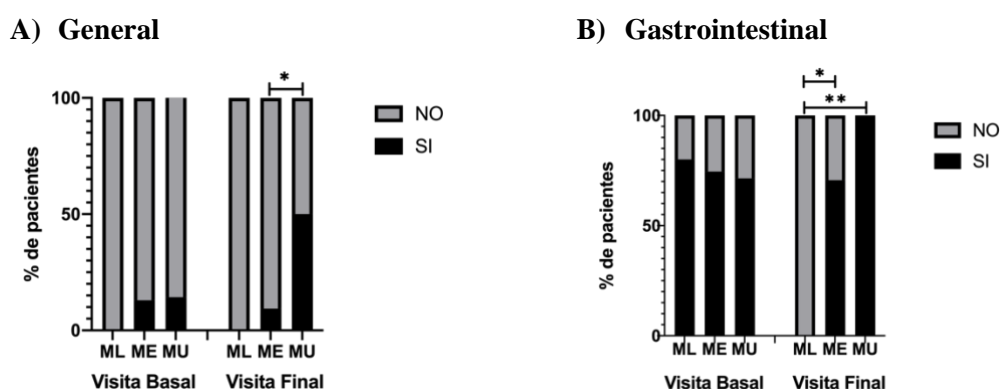 A) General
*
100
50
0
% de pacientes
NO
SI
ML ME MU ML ME MU
Visita Basal Visita Final
B) Gastrointestinal
*
**
100
50
0
% de pacientes
NO
SI
ML ME MU ML ME MU
Visita Basal Visita Final